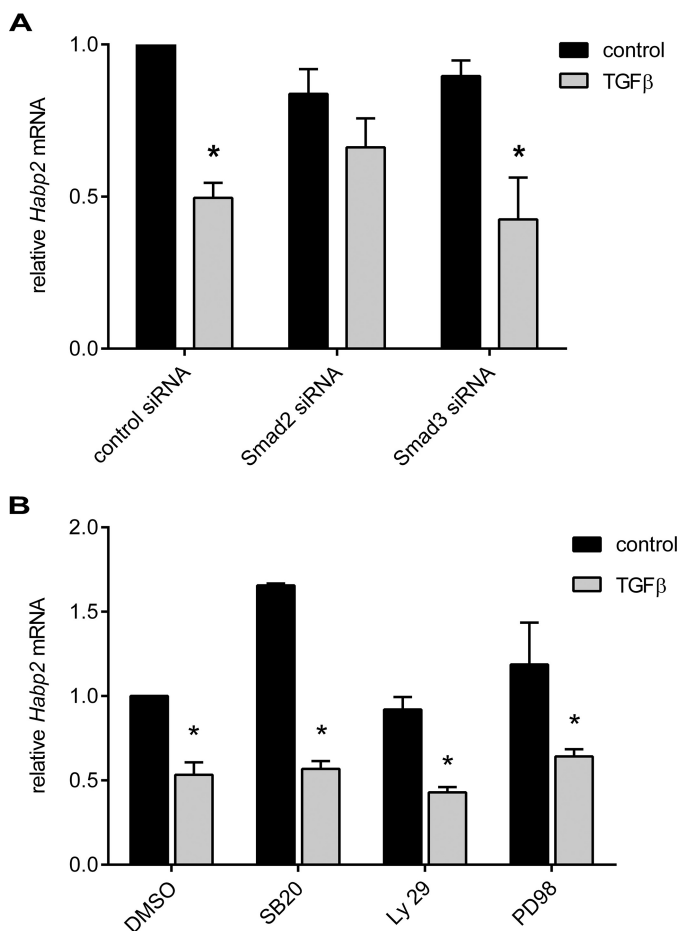 A
1.0
0.5
0.0
relative Habp2 mRNA
control
TGFβ
*
*
control siRNA
Smad2 siRNA
Smad3 siRNA
B
2.0
1.5
1.0
0.5
0.0
relative Habp2 mRNA
control
TGFβ
*
*
*
*
DMSO
SB20
Ly 29
PD98